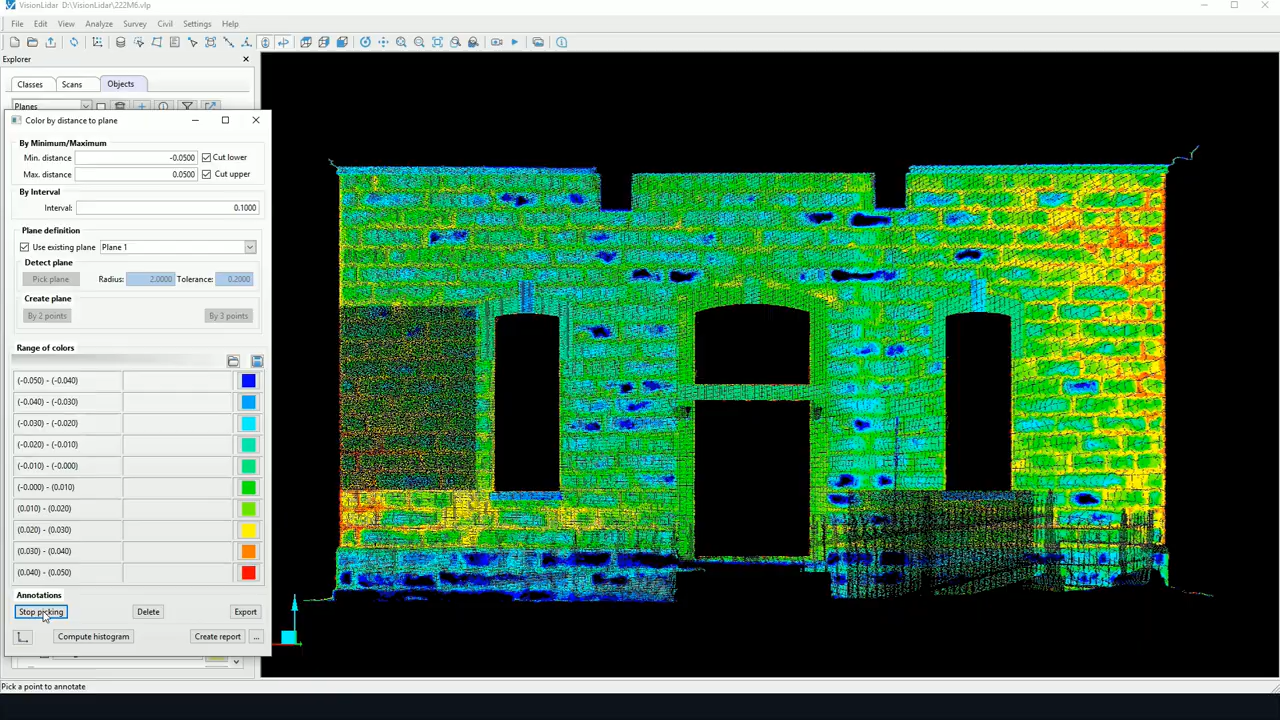 VisionLidar - D:\VisionLidar\222M6.vlp
File Edit View Analyze Survey Civil Settings Help
Explorer
Classes Scans Objects
Planes
Color by distance to plane
By Minimum/Maximum
Min. distance -0.0500 Cut lower
Max. distance 0.0500 Cut upper
By Interval
Interval: 0.1000
Plane definition
Use existing plane Plane 1
Detect plane
Pick plane Radius: 2.0000 Tolerance: 0.2000
Create plane
By 2 points By 3 points
Range of colors
(-0.050) - (-0.040)
(-0.040) - (-0.030)
(-0.030) - (-0.020)
(-0.020) - (-0.010)
(-0.010) - (-0.000)
(-0.000) - (0.010)
(0.010) - (0.020)
(0.020) - (0.030)
(0.030) - (0.040)
(0.040) - (0.050)
Annotations
Stop picking Delete Export
Compute histogram Create report ...
Pick a point to annotate